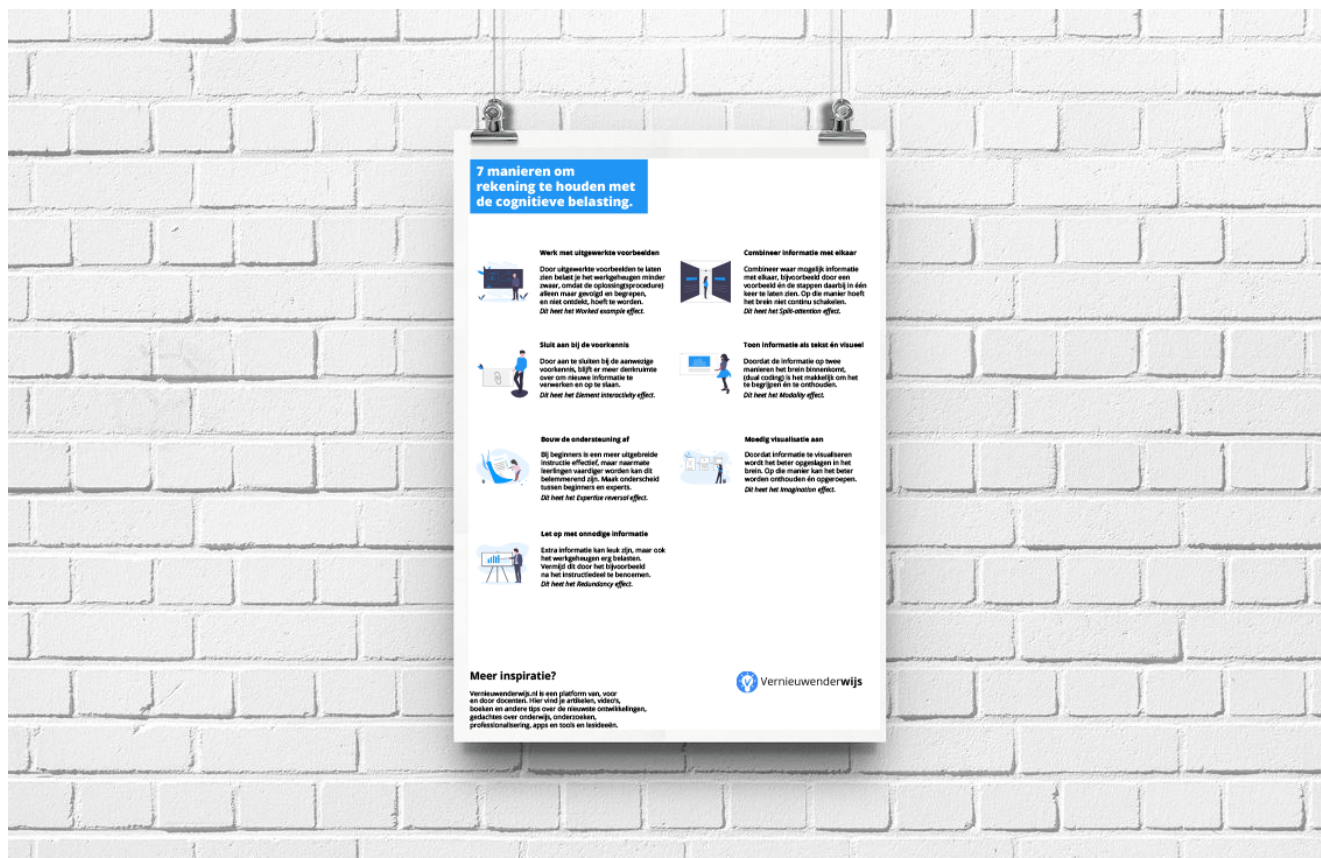 7 manieren om
rekening te houden met
de cognitieve belasting.
Werk met uitgewerkte voorbeelden
Door uitgewerkte voorbeelden te laten
zien belast je het werkgeheugen minder
zwaar, omdat de oplossing(sprocedure)
alleen maar gevolgd en begrepen,
en niet ontdekt, hoeft te worden.
Dit heet het Worked example effect.
Combineer informatie met elkaar
Combineer waar mogelijk informatie
met elkaar, bijvoorbeeld door een
voorbeeld én de stappen daarbij in één
keer te laten zien. Op die manier hoeft
het brein niet continu schakelen.
Dit heet het Split-attention effect.
Sluit aan bij de voorkennis
Door aan te sluiten bij de aanwezige
voorkennis, blijft er meer denkruimte
over om nieuwe informatie te
verwerken en op te slaan.
Dit heet het Element interactivity effect.
Toon informatie als tekst én visueel
Doordat de informatie op twee
manieren het brein binnenkomt,
(dual coding) is het makkelijk om het
te begrijpen én te onthouden.
Dit heet het Modality effect.
Bouw de ondersteuning af
Bij beginners is een meer uitgebreide
instructie effectief, maar naarmate
leerlingen vaardiger worden kan dit
belemmerend zijn. Maak onderscheid
tussen beginners en experts.
Dit heet het Expertise reversal effect.
Moedig visualisatie aan
Doordat informatie te visualiseren
wordt het beter opgeslagen in het
brein. Op die manier kan het beter
worden onthouden én opgeroepen.
Dit heet het Imagination effect.
Let op met onnodige informatie
Extra informatie kan leuk zijn, maar ook
het werkgeheugen erg belasten.
Vermijd dit door het bijvoorbeeld
na het instructiedeel te benoemen.
Dit heet het Redundancy effect.
Meer inspiratie?
Vernieuwenderwijs.nl is een platform van, voor
en door docenten. Hier vind je artikelen, video's,
boeken en andere tips over de nieuwste ontwikkelingen,
gedachtes over onderwijs, onderzoeken,
professionalisering, apps en tools en lesideeën.
Vernieuwenderwijs